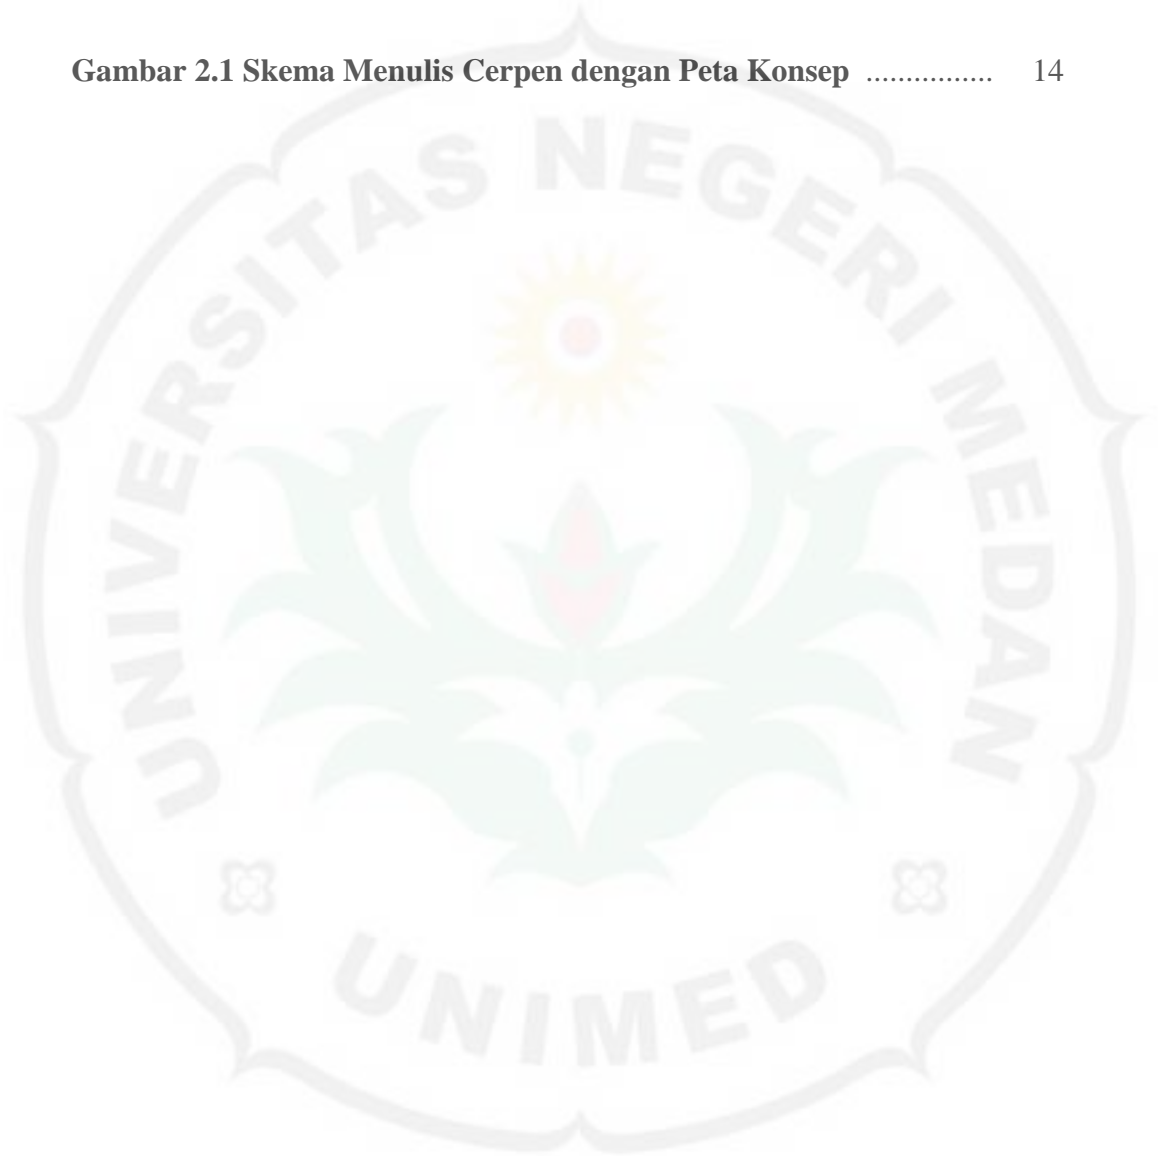 Gambar 2.1 Skema Menulis Cerpen dengan Peta Konsep ................ 14
UNIVERSITAS NEGERI MEDAN
UNIMED